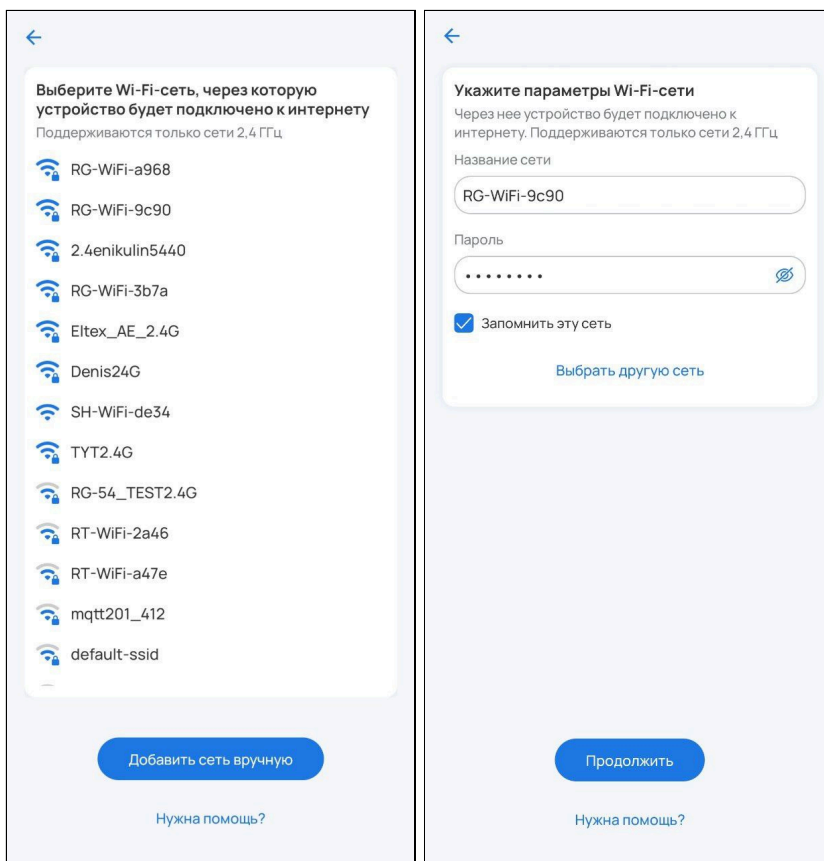 Выберите Wi-Fi-сеть, через которую
устройство будет подключено к интернету
Поддерживаются только сети 2,4 ГГц
RG-WiFi-a968
RG-WiFi-9c90
2.4enikulin5440
RG-WiFi-3b7a
Eltex_AE_2.4G
Denis24G
SH-WiFi-de34
TYT2.4G
RG-54_TEST2.4G
RT-WiFi-2a46
RT-WiFi-a47e
mqtt201_412
default-ssid
Добавить сеть вручную
Нужна помощь?
Укажите параметры Wi-Fi-сети
Через нее устройство будет подключено к
интернету. Поддерживаются только сети 2,4 ГГц
Название сети
RG-WiFi-9c90
Пароль
••••••••
Запомнить эту сеть
Выбрать другую сеть
Продолжить
Нужна помощь?